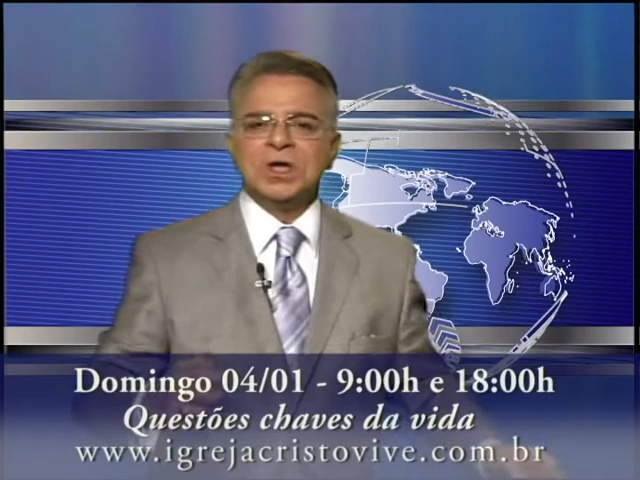 Domingo 04/01 - 9:00h e 18:00h
Questões chaves da vida
www.igrejacristovive.com.br